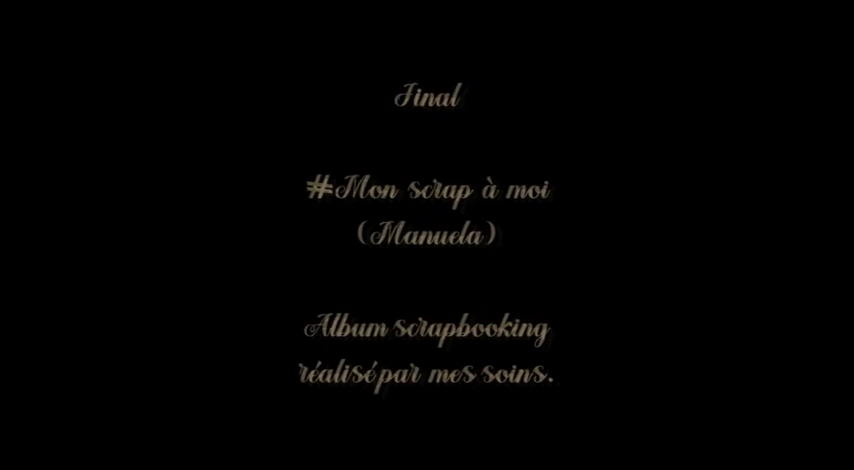 Final
#Mon scrap à moi
(Manuela)
Album scrapbooking
réalisé par mes soins.